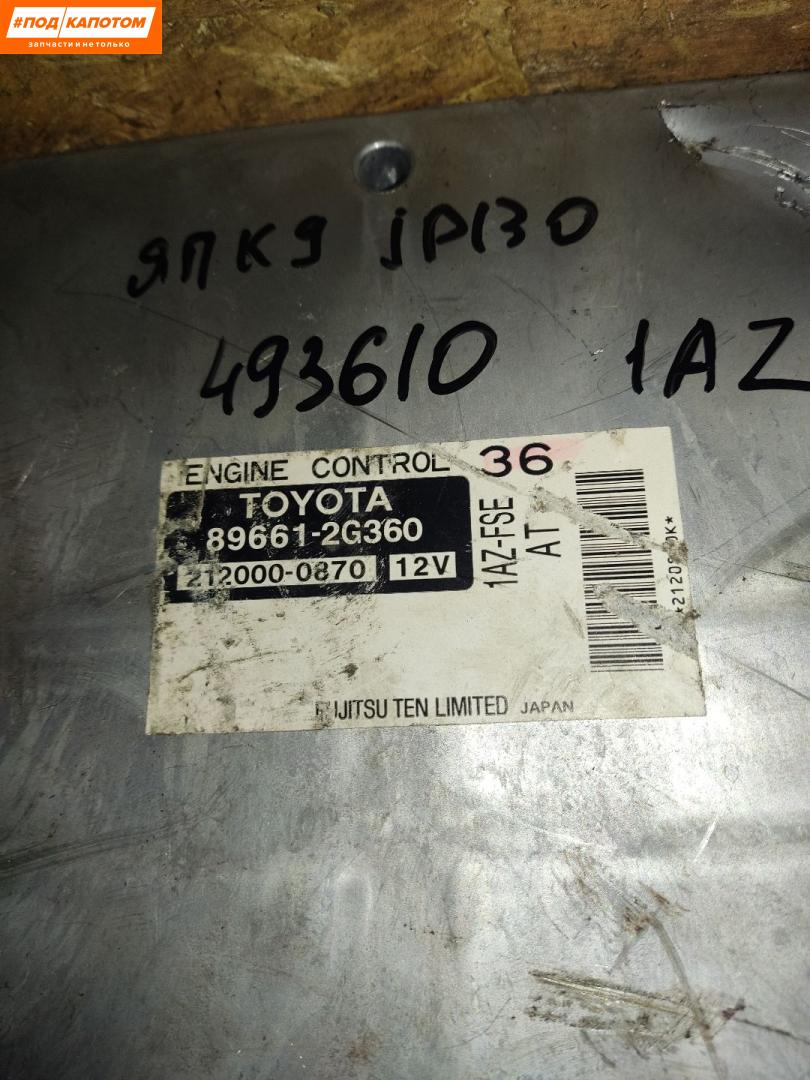 #ПОД КАПОТОМ
запчасти и не только
ЯПК9 JP130
493610 1AZ
ENGINE CONTROL 36
TOYOTA
89661-2G360
212000-0870 12V
1AZ-FSE
AT
FUJITSU TEN LIMITED JAPAN